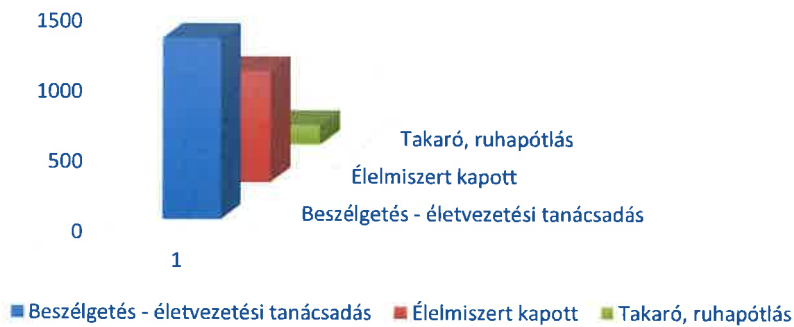 1500
1000
500
0
Takaró, ruhapótlás
Élelmiszert kapott
Beszélgetés - életvezetési tanácsadás
1
Beszélgetés - életvezetési tanácsadás Élelmiszert kapott Takaró, ruhapótlás